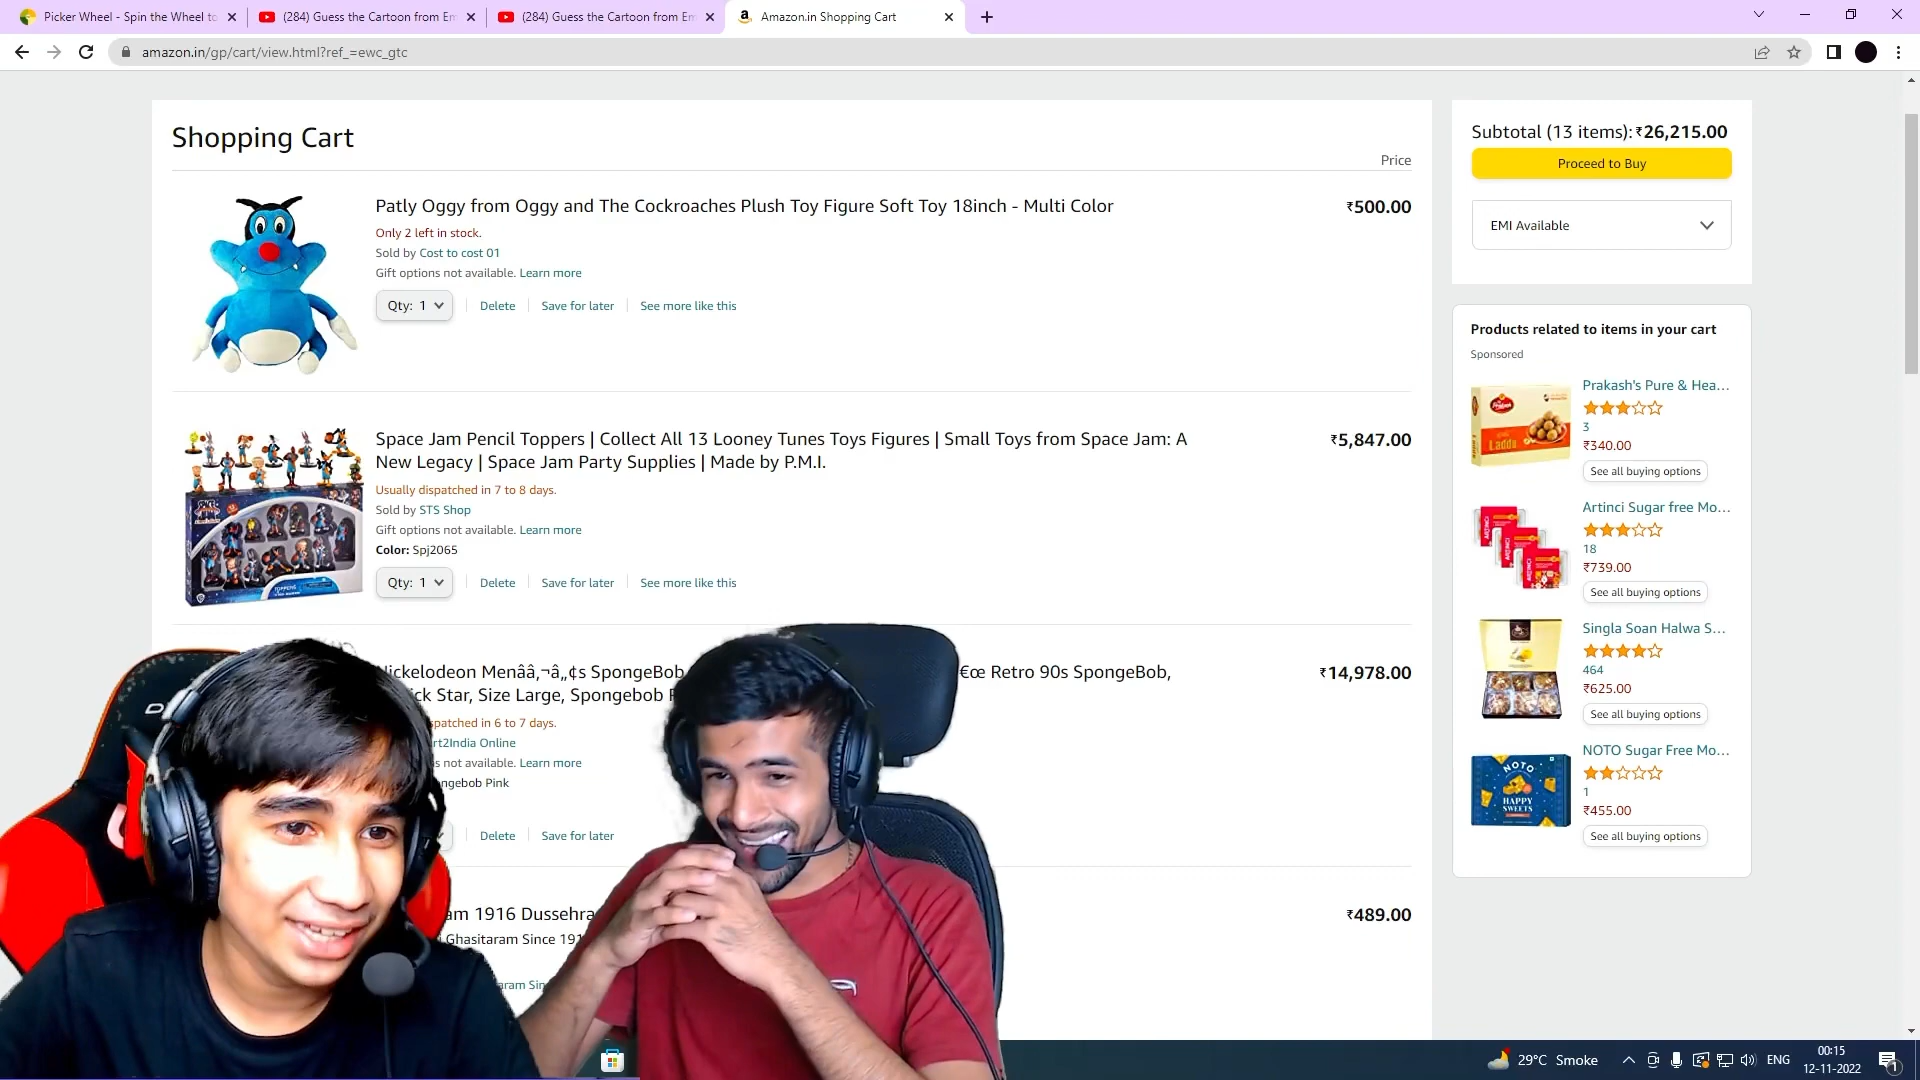 Picker Wheel - Spin the Wheel to
(284) Guess the Cartoon from Em
(284) Guess the Cartoon from Em
Amazon.in Shopping Cart
amazon.in/gp/cart/view.html?ref_=ewc_gtc
Shopping Cart
Price
Patly Oggy from Oggy and The Cockroaches Plush Toy Figure Soft Toy 18inch - Multi Color
₹500.00
Only 2 left in stock.
Sold by Cost to cost 01
Gift options not available. Learn more
Qty: 1
Delete
Save for later
See more like this
Space Jam Pencil Toppers | Collect All 13 Looney Tunes Toys Figures | Small Toys from Space Jam: A
New Legacy | Space Jam Party Supplies | Made by P.M.I.
₹5,847.00
Usually dispatched in 7 to 8 days.
Sold by STS Shop
Gift options not available. Learn more
Color: Spj2065
Qty: 1
Delete
Save for later
See more like this
Nickelodeon Menââ‚¬â„¢s SpongeBob
€œ Retro 90s SpongeBob,
ick Star, Size Large, Spongebob
₹14,978.00
spatched in 6 to 7 days.
rt2India Online
s not available. Learn more
ngebob Pink
Delete
Save for later
am 1916 Dussehra
₹489.00
Ghasitaram Since 191
aram Sin
Subtotal (13 items): ₹26,215.00
Proceed to Buy
EMI Available
Products related to items in your cart
Sponsored
Prakash's Pure & Hea...
3
₹340.00
See all buying options
Artinci Sugar free Mo...
18
₹739.00
See all buying options
Singla Soan Halwa S...
464
₹625.00
See all buying options
NOTO Sugar Free Mo...
1
₹455.00
See all buying options
NOTO
HAPPY
SWEETS
29°C Smoke
ENG
00:15
12-11-2022
1